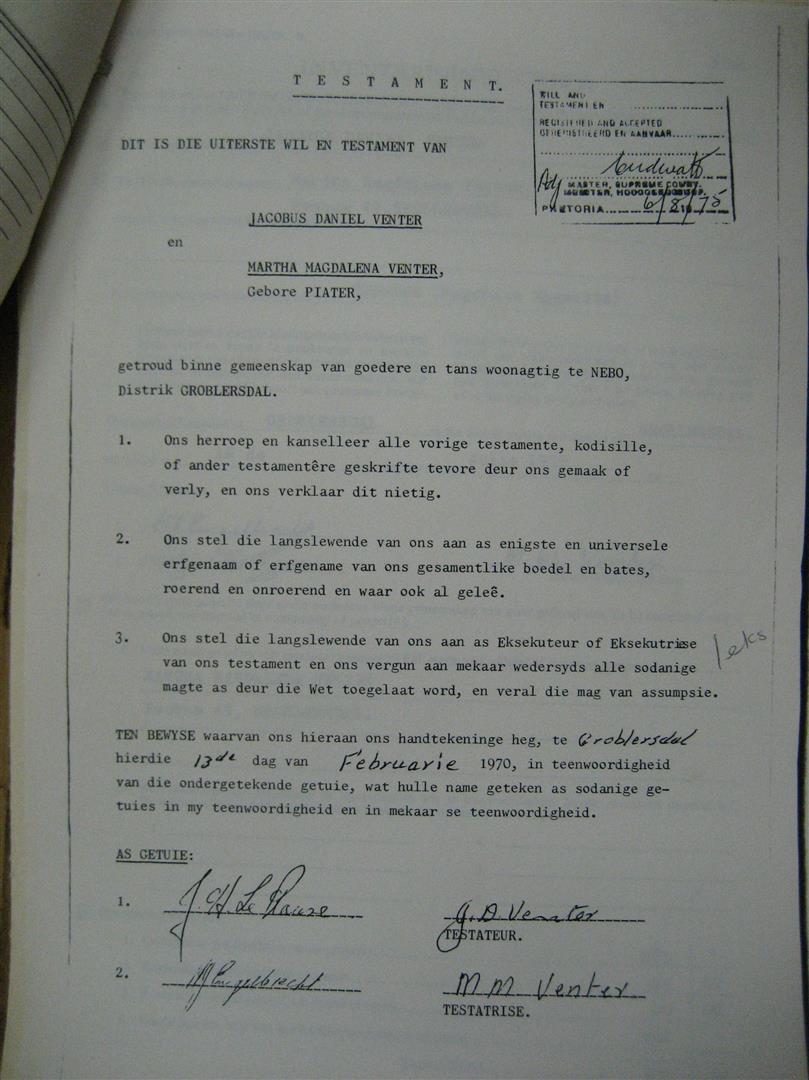 T E S T A M E N T.
WILL AND
TESTAMENT EN
REGISTERED AND ACCEPTED
GEREGISTREER EN AANVAAR
MASTER, SUPREME COURT.
MEESTER, HOOGGEREGSHOF.
PRETORIA 6/8/75
DIT IS DIE UITERSTE WIL EN TESTAMENT VAN
JACOBUS DANIEL VENTER
en
MARTHA MAGDALENA VENTER,
Gebore PIATER,
getroud binne gemeenskap van goedere en tans woonagtig te NEBO,
Distrik GROBLERSDAL.
1. Ons herroep en kanselleer alle vorige testamente, kodisille,
of ander testamentêre geskrifte tevore deur ons gemaak of
verly, en ons verklaar dit nietig.
2. Ons stel die langslewende van ons aan as enigste en universele
erfgenaam of erfgename van ons gesamentlike boedel en bates,
roerend en onroerend en waar ook al geleë.
3. Ons stel die langslewende van ons aan as Eksekuteur of Eksekutrise
van ons testament en ons vergun aan mekaar wedersyds alle sodanige
magte as deur die Wet toegelaat word, en veral die mag van assumpsie.
/eks
TEN BEWYSE waarvan ons hieraan ons handtekeninge heg, te Groblersdal
hierdie 13de dag van Februarie 1970, in teenwoordigheid
van die ondergetekende getuie, wat hulle name geteken as sodanige ge-
tuies in my teenwoordigheid en in mekaar se teenwoordigheid.
AS GETUIE:
1. J.H. Le J.D. Venter
TESTATEUR.
2. Engelbrecht M M Venter
TESTATRISE.